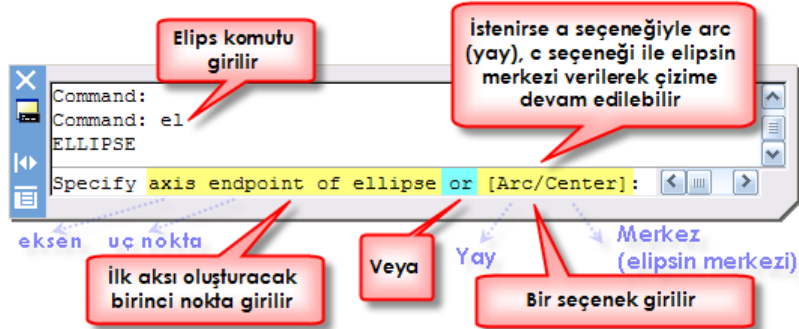 Elips komutu
girilir
İstenirse a seçeneğiyle arc
(yay), c seçeneği ile elipsin
merkezi verilerek çizime
devam edilebilir
Command:
Command: el
ELLIPSE
Specify axis endpoint of ellipse or [Arc/Center]:
eksen uç nokta
Yay
Merkez
(elipsin merkezi)
İlk aksı oluşturacak
birinci nokta girilir
Veya
Bir seçenek girilir